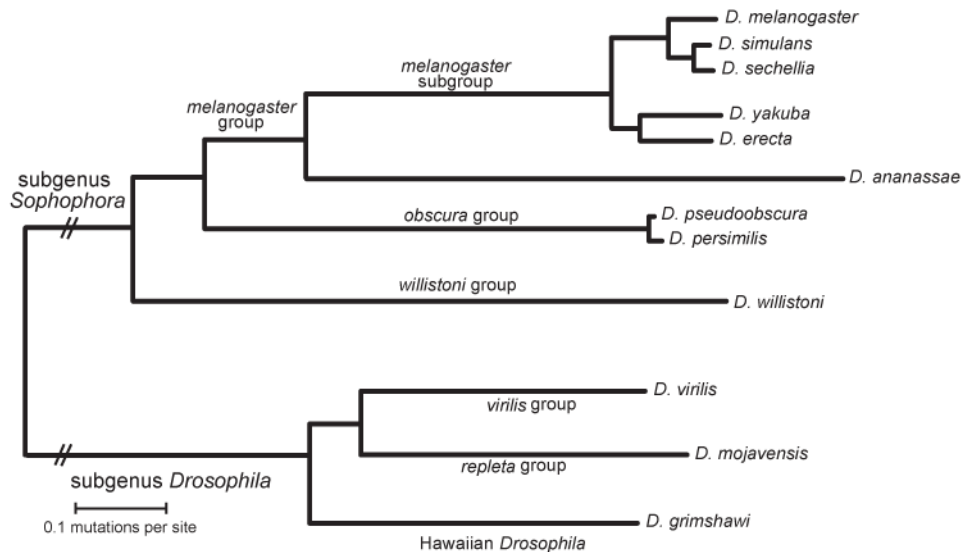 D. melanogaster
D. simulans
D. sechellia
melanogaster
subgroup
melanogaster
group
D. yakuba
D. erecta
D. ananassae
subgenus
Sophophora
obscura group
D. pseudoobscura
D. persimilis
willistoni group
D. willistoni
D. virilis
virilis group
D. mojavensis
repleta group
subgenus Drosophila
0.1 mutations per site
D. grimshawi
Hawaiian Drosophila